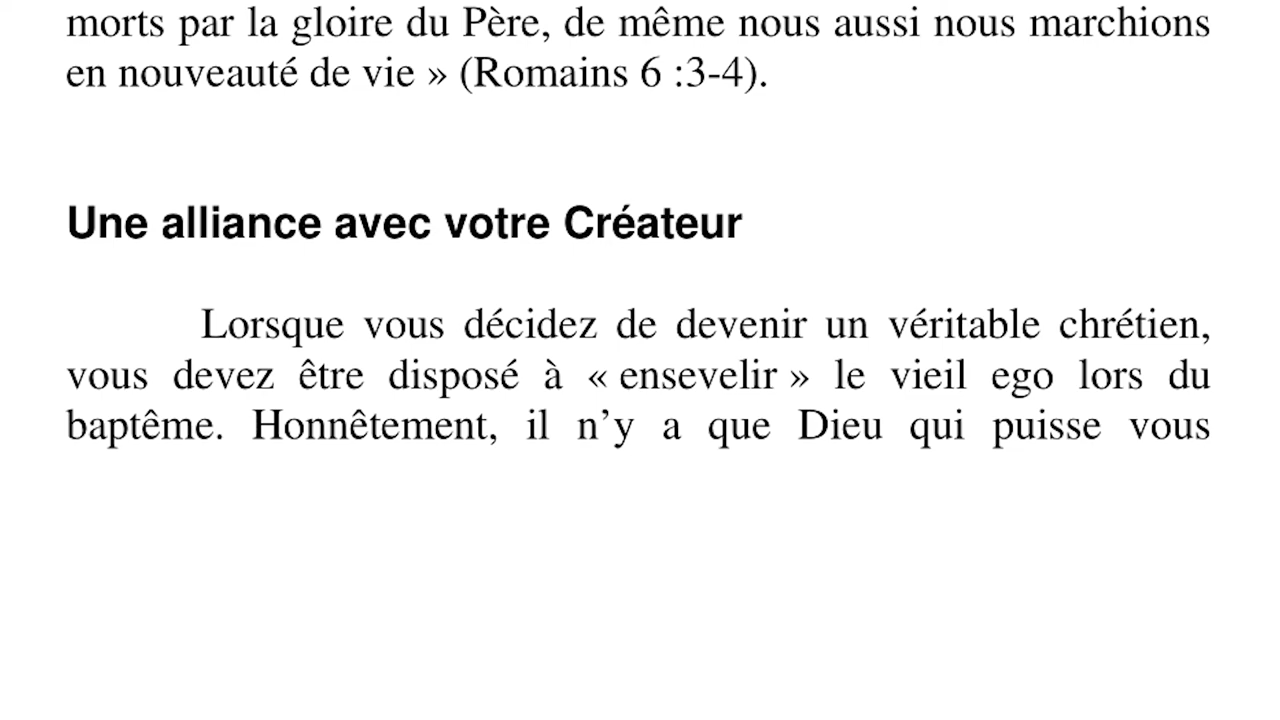 morts par la gloire du Père, de même nous aussi nous marchions
en nouveauté de vie » (Romains 6 :3-4).
Une alliance avec votre Créateur
Lorsque vous décidez de devenir un véritable chrétien,
vous devez être disposé à « ensevelir » le vieil ego lors du
baptême. Honnêtement, il n’y a que Dieu qui puisse vous